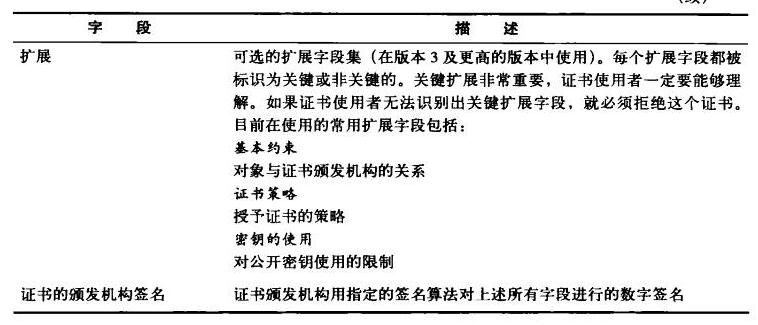 （续）
字 段 描 述
扩展 可选的扩展字段集（在版本 3 及更高的版本中使用）。每个扩展字段都被
标识为关键或非关键的。关键扩展非常重要，证书使用者一定要能够理
解。如果证书使用者无法识别出关键扩展字段，就必须拒绝这个证书。
目前在使用的常用扩展字段包括：
基本约束
对象与证书颁发机构的关系
证书策略
授予证书的策略
密钥的使用
对公开密钥使用的限制
证书的颁发机构签名 证书颁发机构用指定的签名算法对上述所有字段进行的数字签名